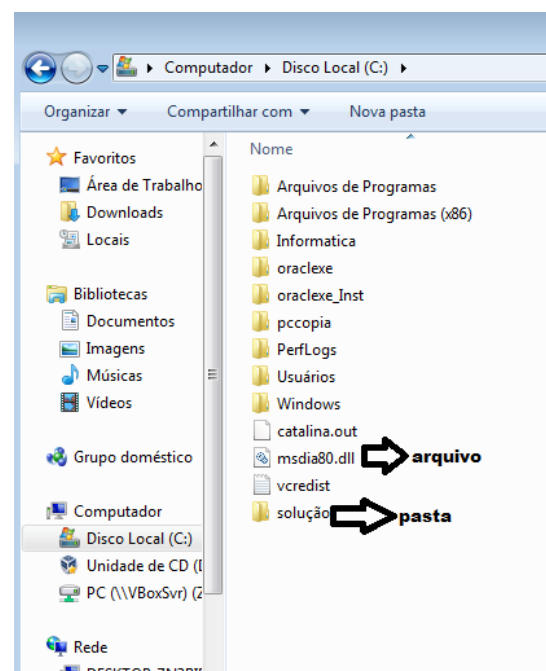 Computador Disco Local (C:)
Organizar Compartilhar com Nova pasta
Favoritos
Área de Trabalho
Downloads
Locais
Bibliotecas
Documentos
Imagens
Músicas
Vídeos
Grupo doméstico
Computador
Disco Local (C:)
Unidade de CD (
PC (\\VBoxSvr) (Z
Rede
Nome
Arquivos de Programas
Arquivos de Programas (x86)
Informatica
oraclexe
oraclexe_Inst
pccopia
PerfLogs
Usuários
Windows
catalina.out
msdia80.dll arquivo
vcredist
solução pasta